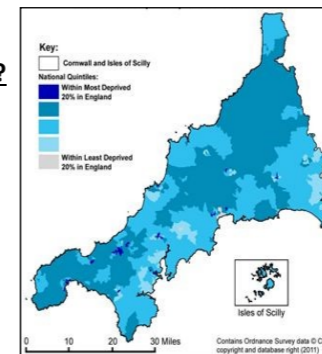 ?
Key:
Cornwall and Isles of Scilly
National Quintiles:
Within Most Deprived
20% in England
Within Least Deprived
20% in England
Isles of Scilly
0 10 20 30 Miles
Contains Ordnance Survey data © C
copyright and database right (2011)